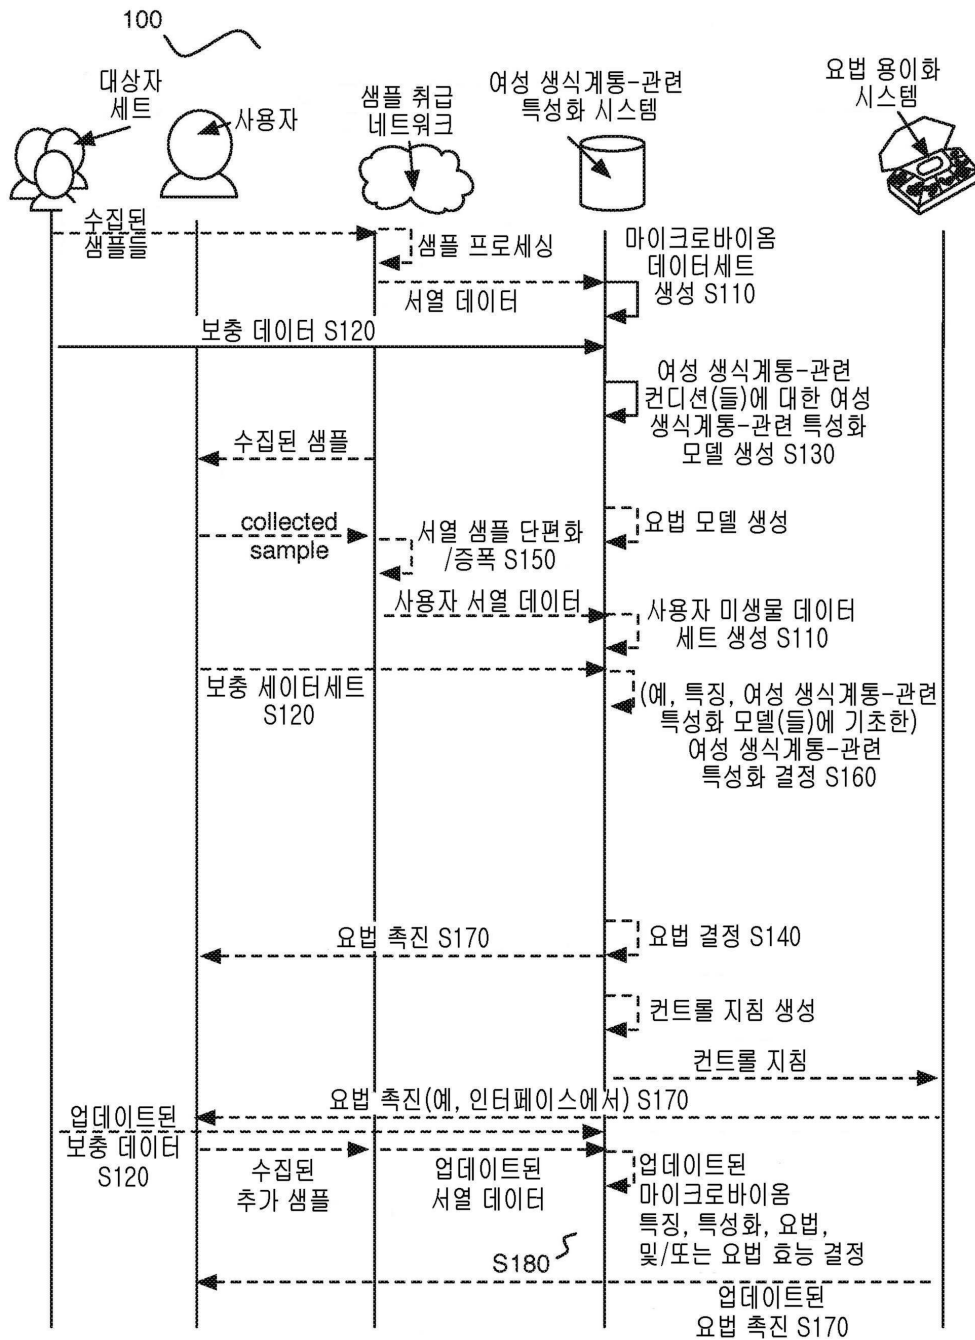 100
대상자
세트
사용자
샘플 취급
네트워크
여성 생식계통-관련
특성화 시스템
요법 용이화
시스템
수집된
샘플들
샘플 프로세싱
서열 데이터
마이크로바이옴
데이터세트
생성 S110
보충 데이터 S120
여성 생식계통-관련
컨디션(들)에 대한 여성
생식계통-관련 특성화
모델 생성 S130
수집된 샘플
collected
sample
서열 샘플 단편화
/증폭 S150
요법 모델 생성
사용자 서열 데이터
사용자 미생물 데이터
세트 생성 S110
보충 세이터세트
S120
(예, 특징, 여성 생식계통-관련
특성화 모델(들)에 기초한)
여성 생식계통-관련
특성화 결정 S160
요법 촉진 S170
요법 결정 S140
컨트롤 지침 생성
컨트롤 지침
요법 촉진(예, 인터페이스에서) S170
업데이트된
보충 데이터
S120
수집된
추가 샘플
업데이트된
서열 데이터
업데이트된
마이크로바이옴
특징, 특성화, 요법,
및/또는 요법 효능 결정
S180
업데이트된
요법 촉진 S170